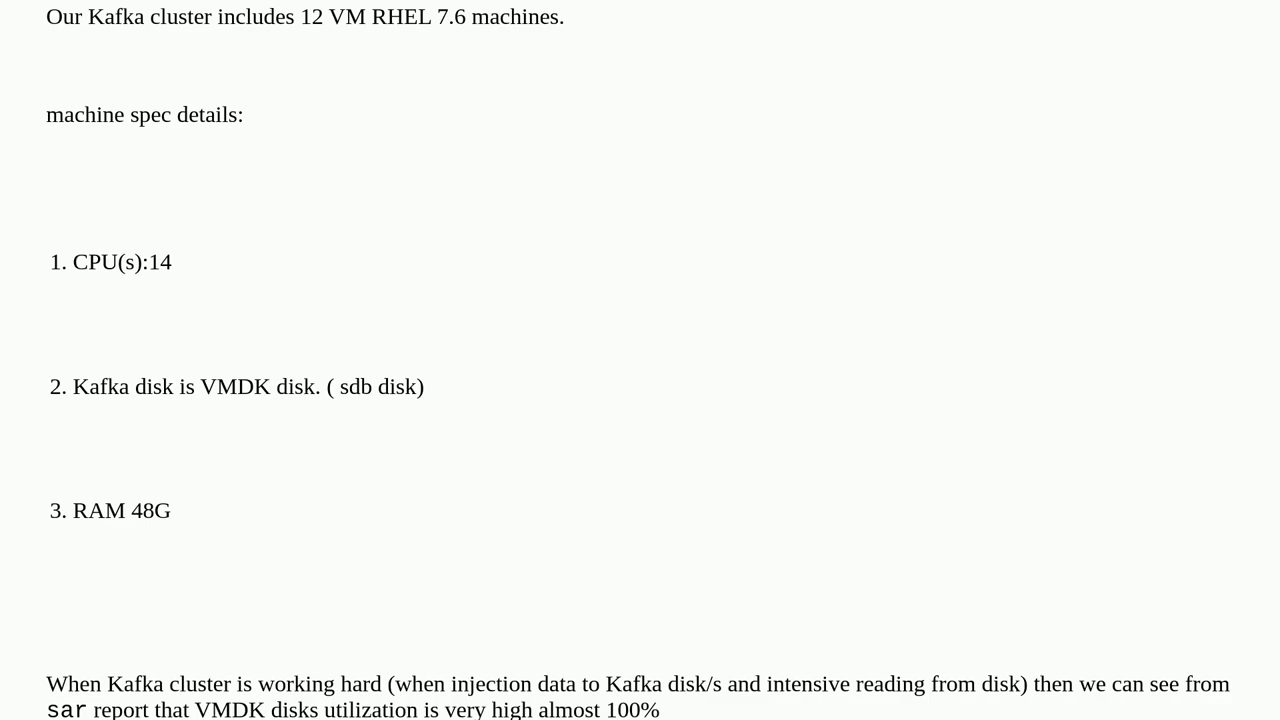 Our Kafka cluster includes 12 VM RHEL 7.6 machines.
machine spec details:
1. CPU(s):14
2. Kafka disk is VMDK disk. ( sdb disk)
3. RAM 48G
When Kafka cluster is working hard (when injection data to Kafka disk/s and intensive reading from disk) then we can see from
sar report that VMDK disks utilization is very high almost 100%